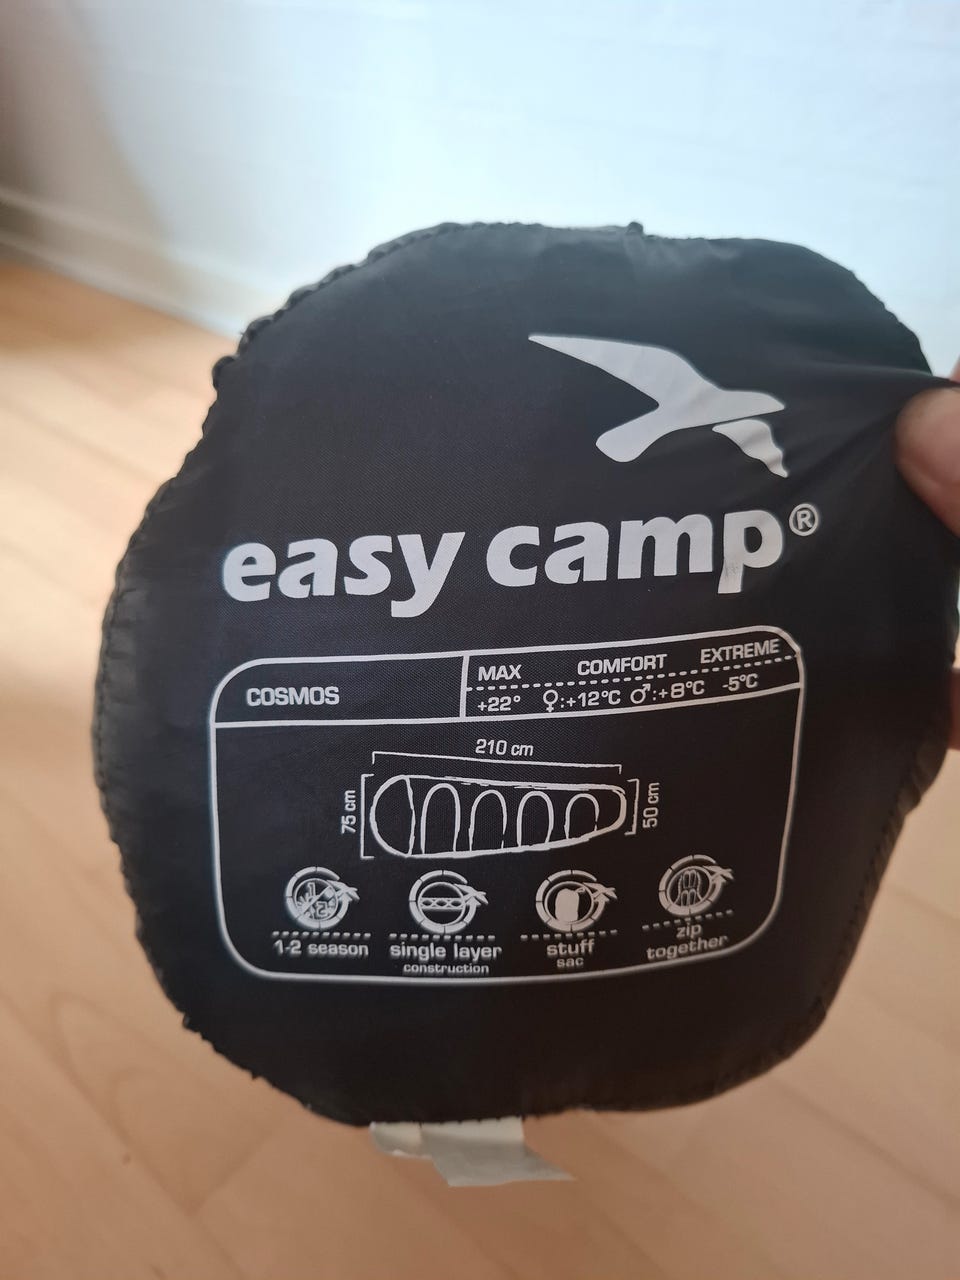 easy camp®
COSMOS
MAX COMFORT EXTREME
+22° ♀:+12°C ♂:+8°C -5°C
210 cm
75 cm
50 cm
1-2 season
single layer
construction
stuff
sac
zip
together